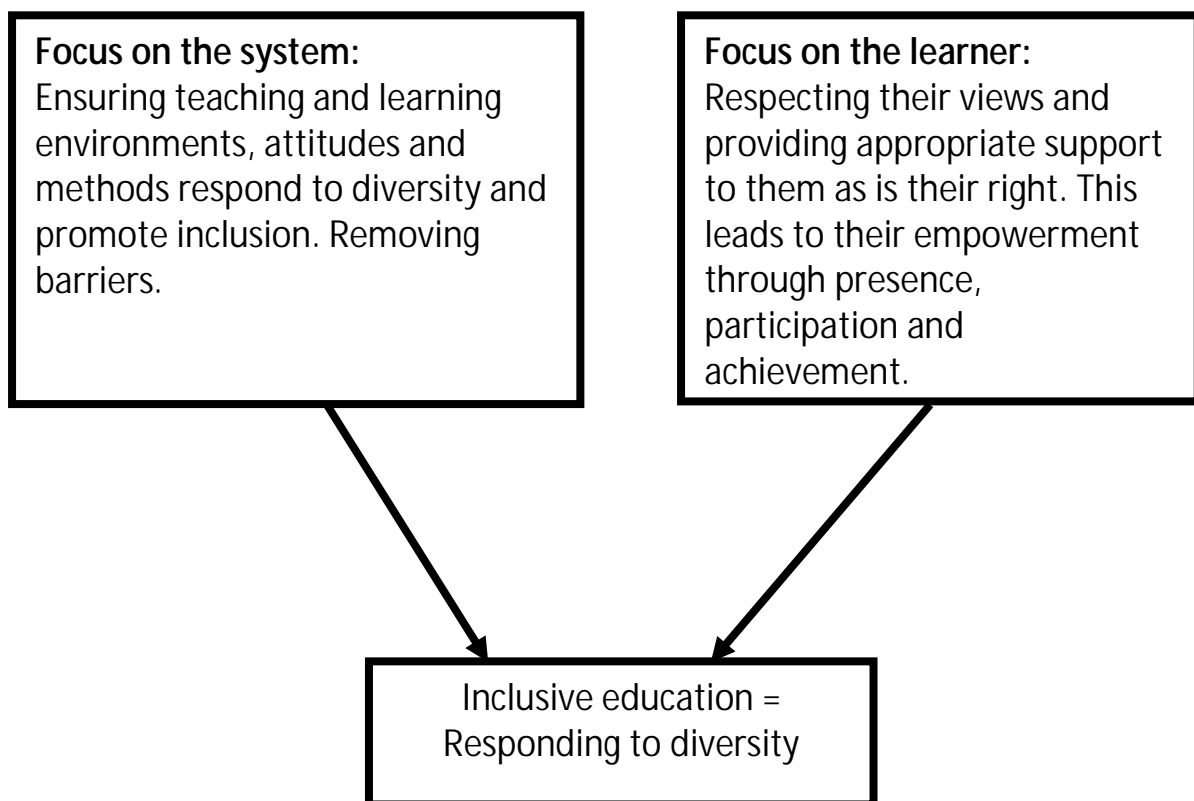 Focus on the system:
Ensuring teaching and learning
environments, attitudes and
methods respond to diversity and
promote inclusion. Removing
barriers.
Focus on the learner:
Respecting their views and
providing appropriate support
to them as is their right. This
leads to their empowerment
through presence,
participation and
achievement.
Inclusive education =
Responding to diversity